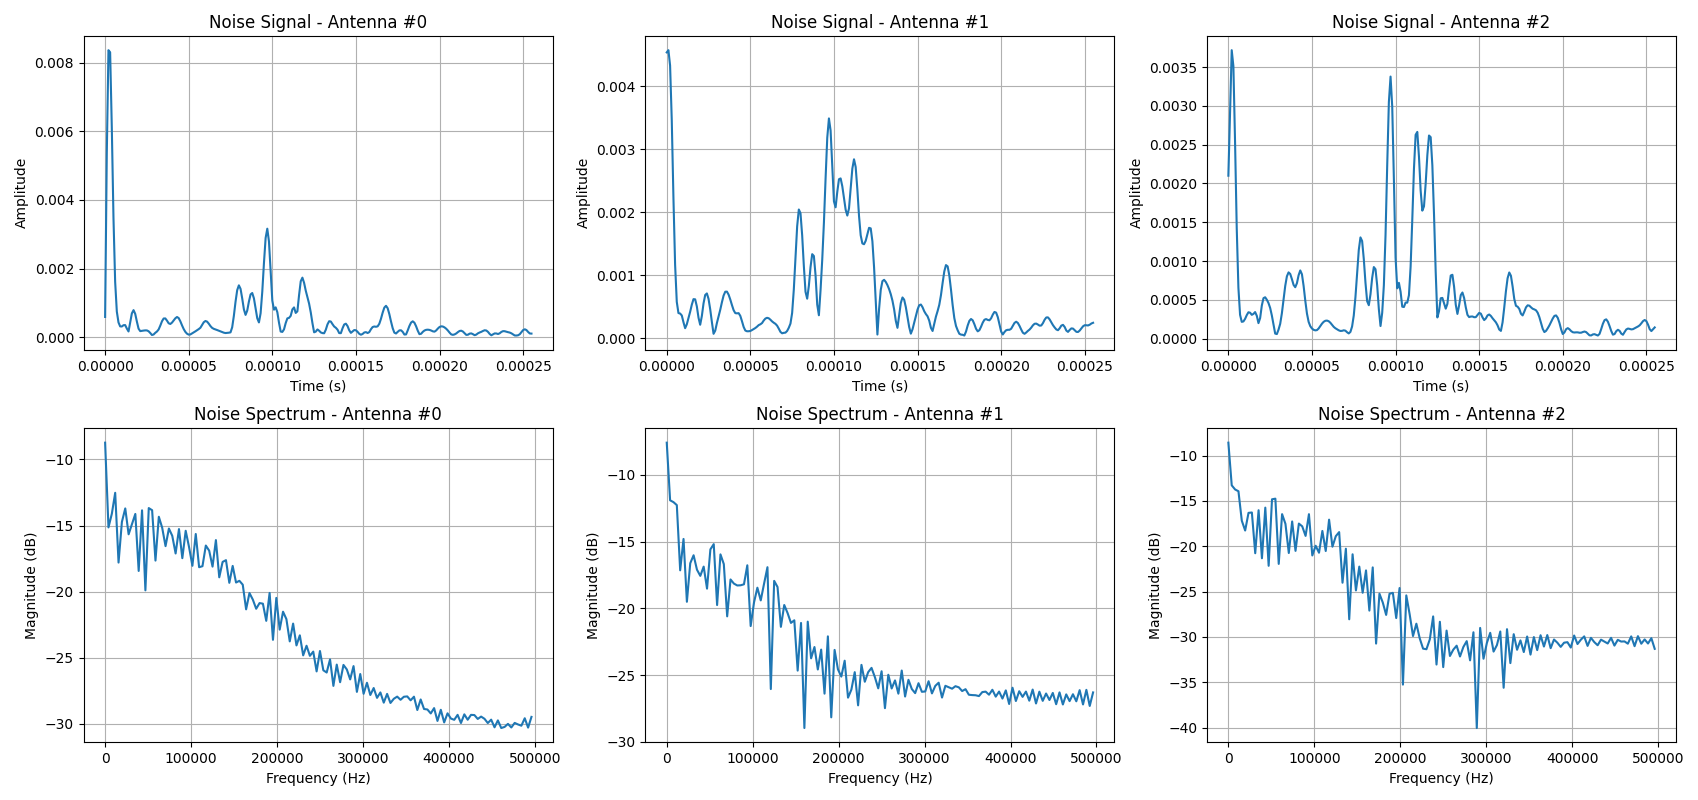 Noise Signal - Antenna #0
Noise Signal - Antenna #1
Noise Signal - Antenna #2
Amplitude
0.008
0.006
0.004
0.002
0.000
0.00000 0.00005 0.00010 0.00015 0.00020 0.00025
Time (s)
Amplitude
0.004
0.003
0.002
0.001
0.000
0.00000 0.00005 0.00010 0.00015 0.00020 0.00025
Time (s)
Amplitude
0.0035
0.0030
0.0025
0.0020
0.0015
0.0010
0.0005
0.0000
0.00000 0.00005 0.00010 0.00015 0.00020 0.00025
Time (s)
Noise Spectrum - Antenna #0
Noise Spectrum - Antenna #1
Noise Spectrum - Antenna #2
Magnitude (dB)
−10
−15
−20
−25
−30
0 100000 200000 300000 400000 500000
Frequency (Hz)
Magnitude (dB)
−10
−15
−20
−25
−30
0 100000 200000 300000 400000 500000
Frequency (Hz)
Magnitude (dB)
−10
−15
−20
−25
−30
−35
−40
0 100000 200000 300000 400000 500000
Frequency (Hz)